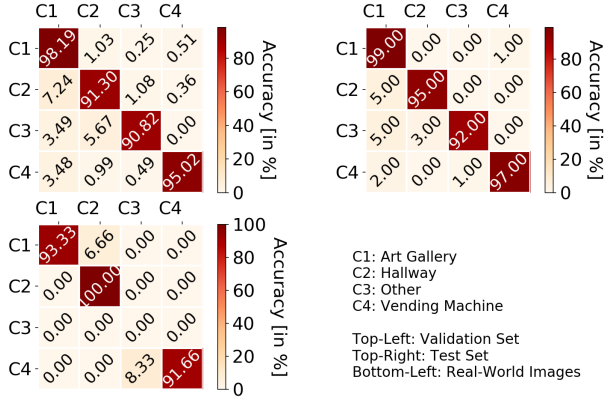 C1 C2 C3 C4
C1 98.19 1.03 0.25 0.51
C2 7.24 91.30 1.08 0.36
C3 3.49 5.67 90.82 0.00
C4 3.48 0.99 0.49 95.02
80
60
40
20
0
Accuracy [in %]
C1 C2 C3 C4
C1 99.00 0.00 0.00 1.00
C2 5.00 95.00 0.00 0.00
C3 5.00 3.00 92.00 0.00
C4 2.00 0.00 1.00 97.00
80
60
40
20
0
Accuracy [in %]
C1 C2 C3 C4
C1 93.33 6.66 0.00 0.00
C2 0.00 100.00 0.00 0.00
C3 0.00 0.00 0.00 0.00
C4 0.00 0.00 8.33 91.66
100
80
60
40
20
0
Accuracy [in %]
C1: Art Gallery
C2: Hallway
C3: Other
C4: Vending Machine
Top-Left: Validation Set
Top-Right: Test Set
Bottom-Left: Real-World Images